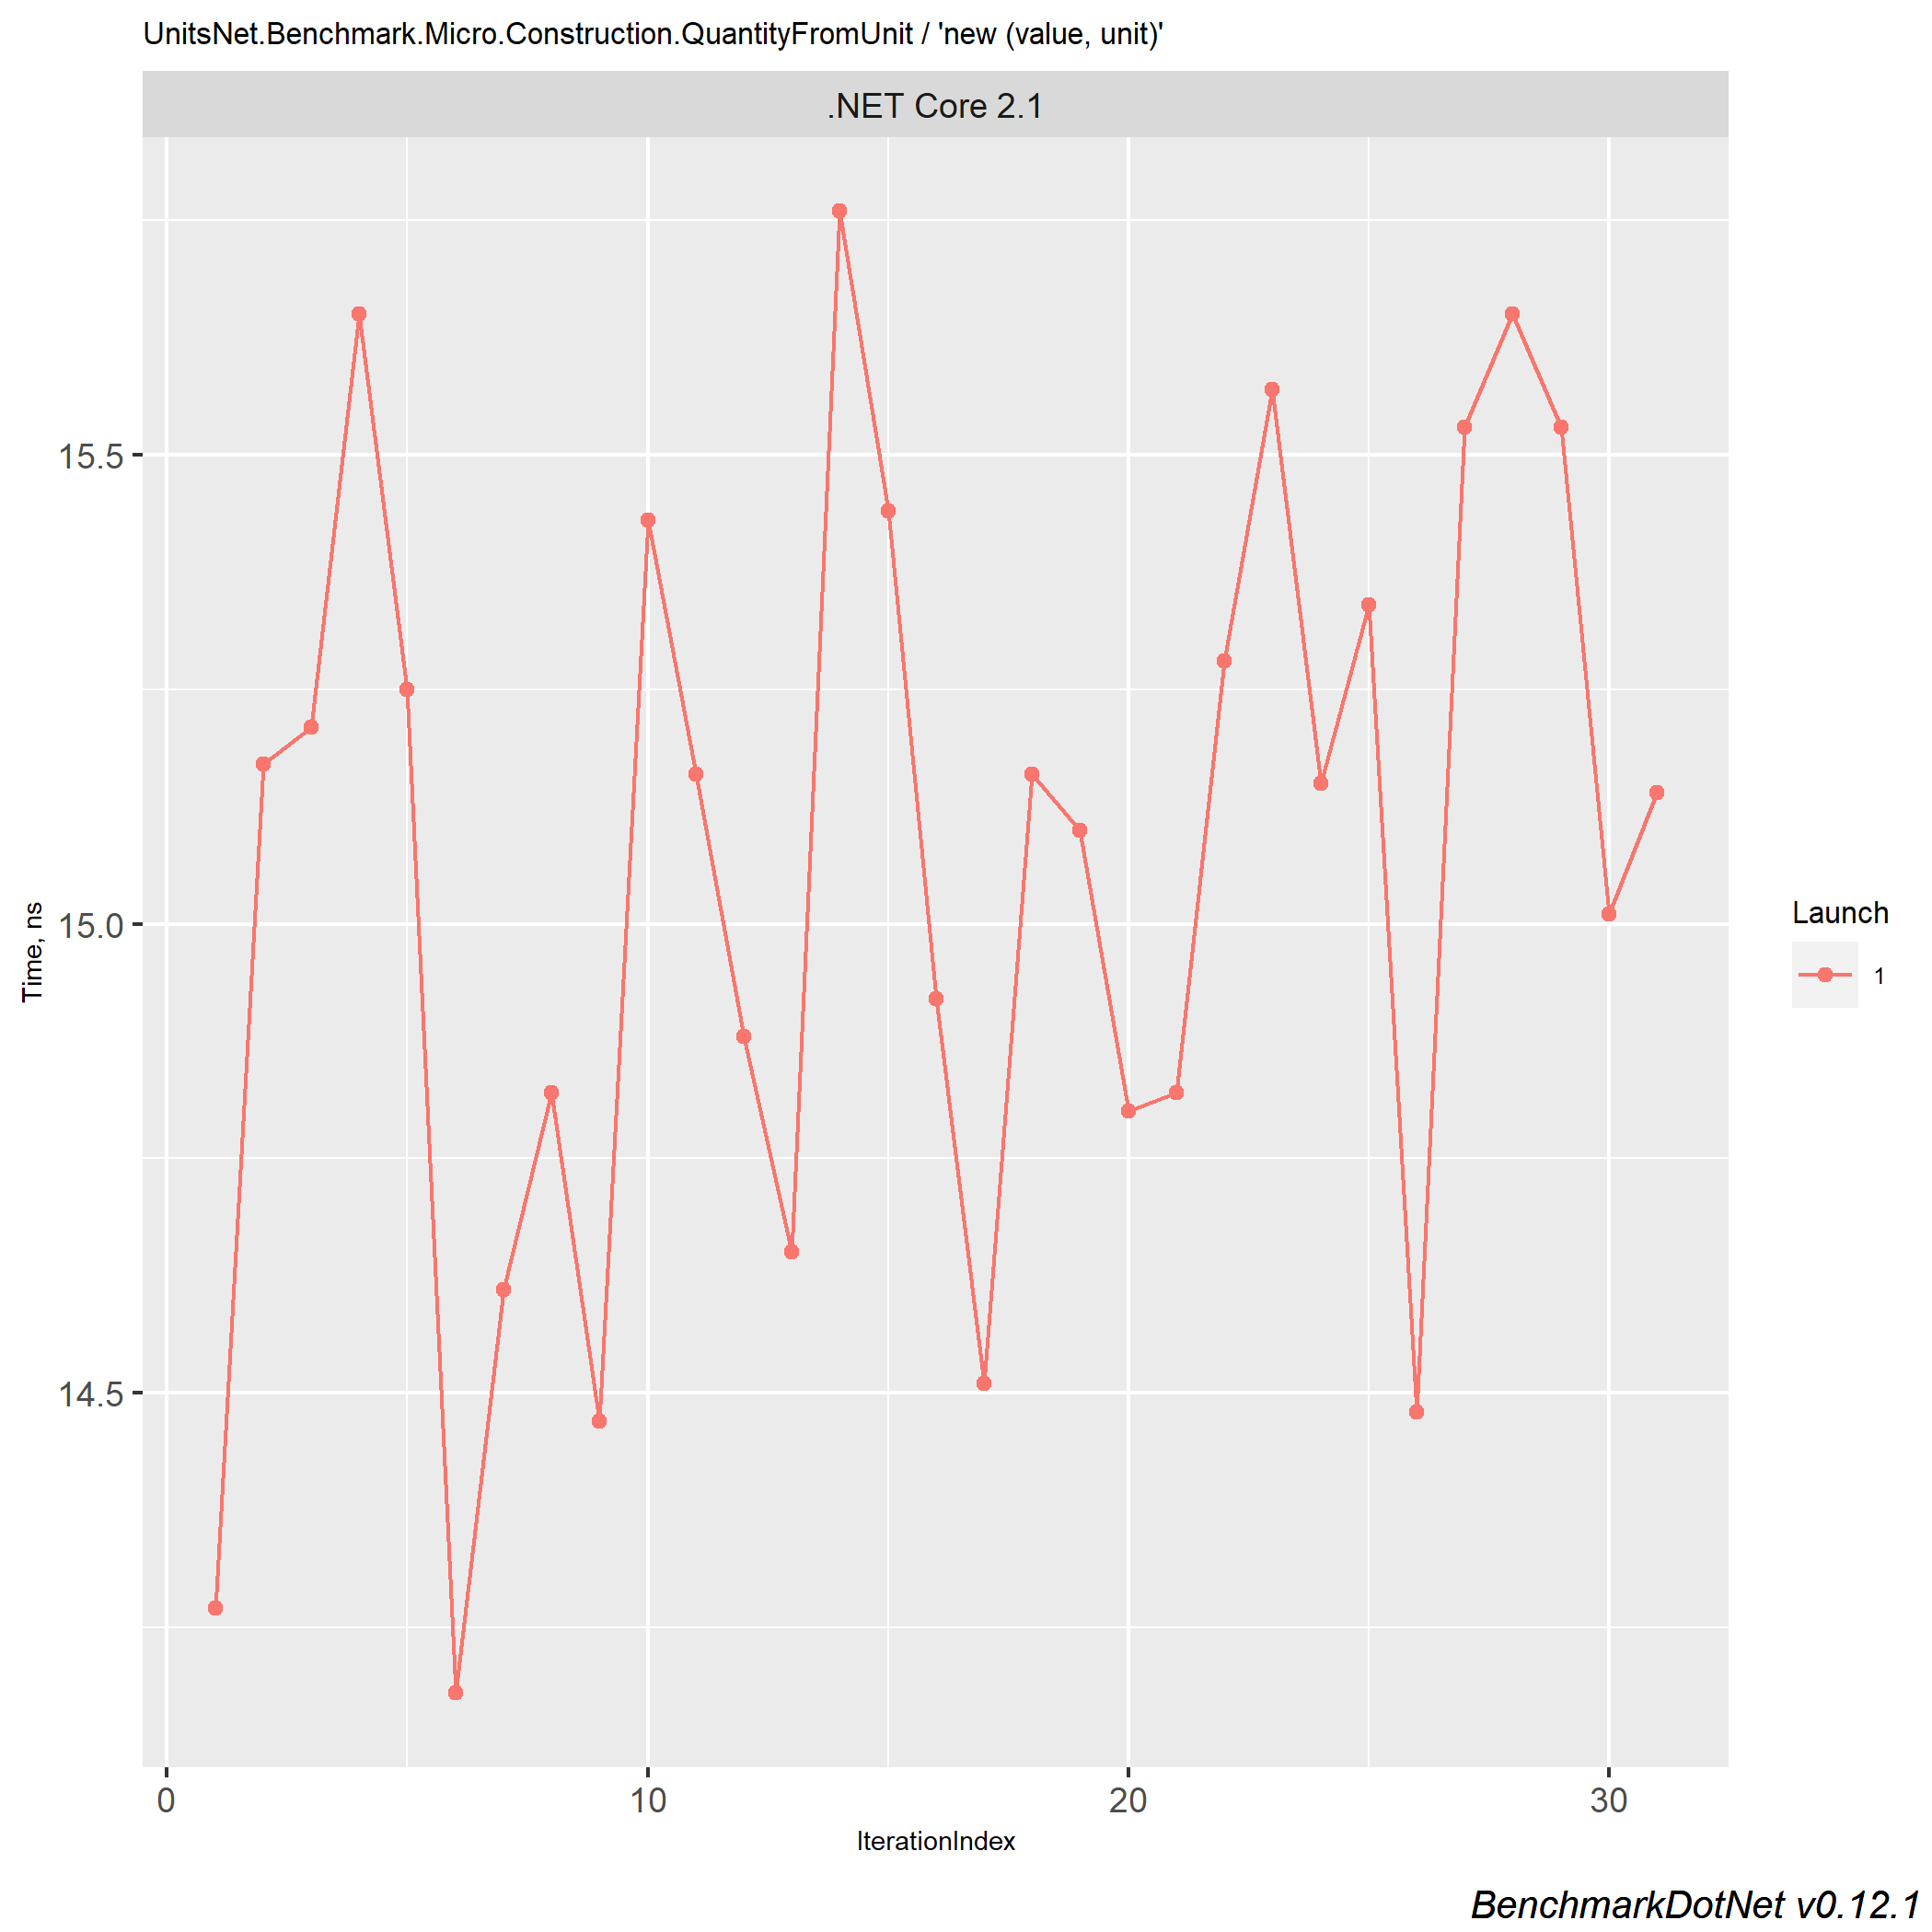 UnitsNet.Benchmark.Micro.Construction.QuantityFromUnit / 'new (value, unit)'
.NET Core 2.1
15.5
15.0
14.5
Time, ns
0 10 20 30
IterationIndex
Launch
1
BenchmarkDotNet v0.12.1